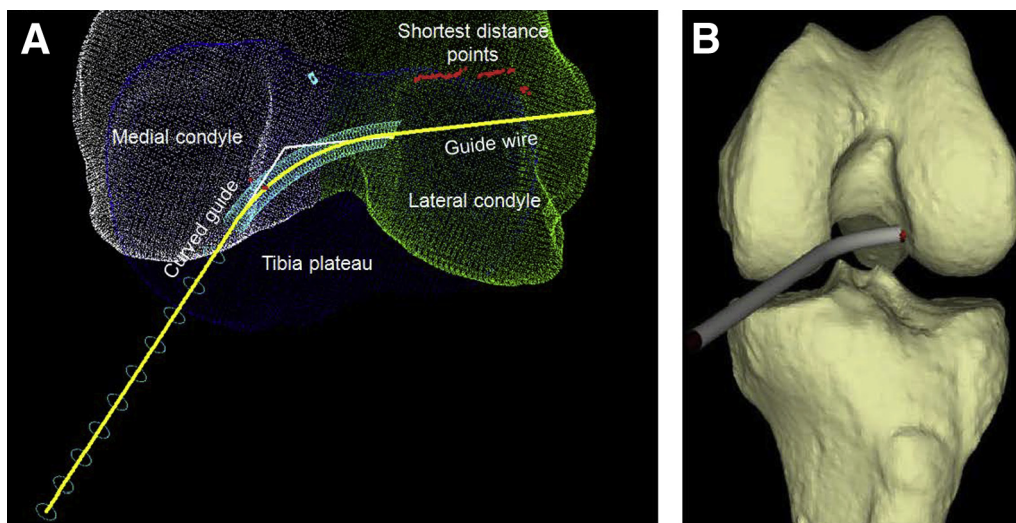 A
Shortest distance
points
Medial condyle
Guide wire
Curved guide
Lateral condyle
Tibia plateau
B